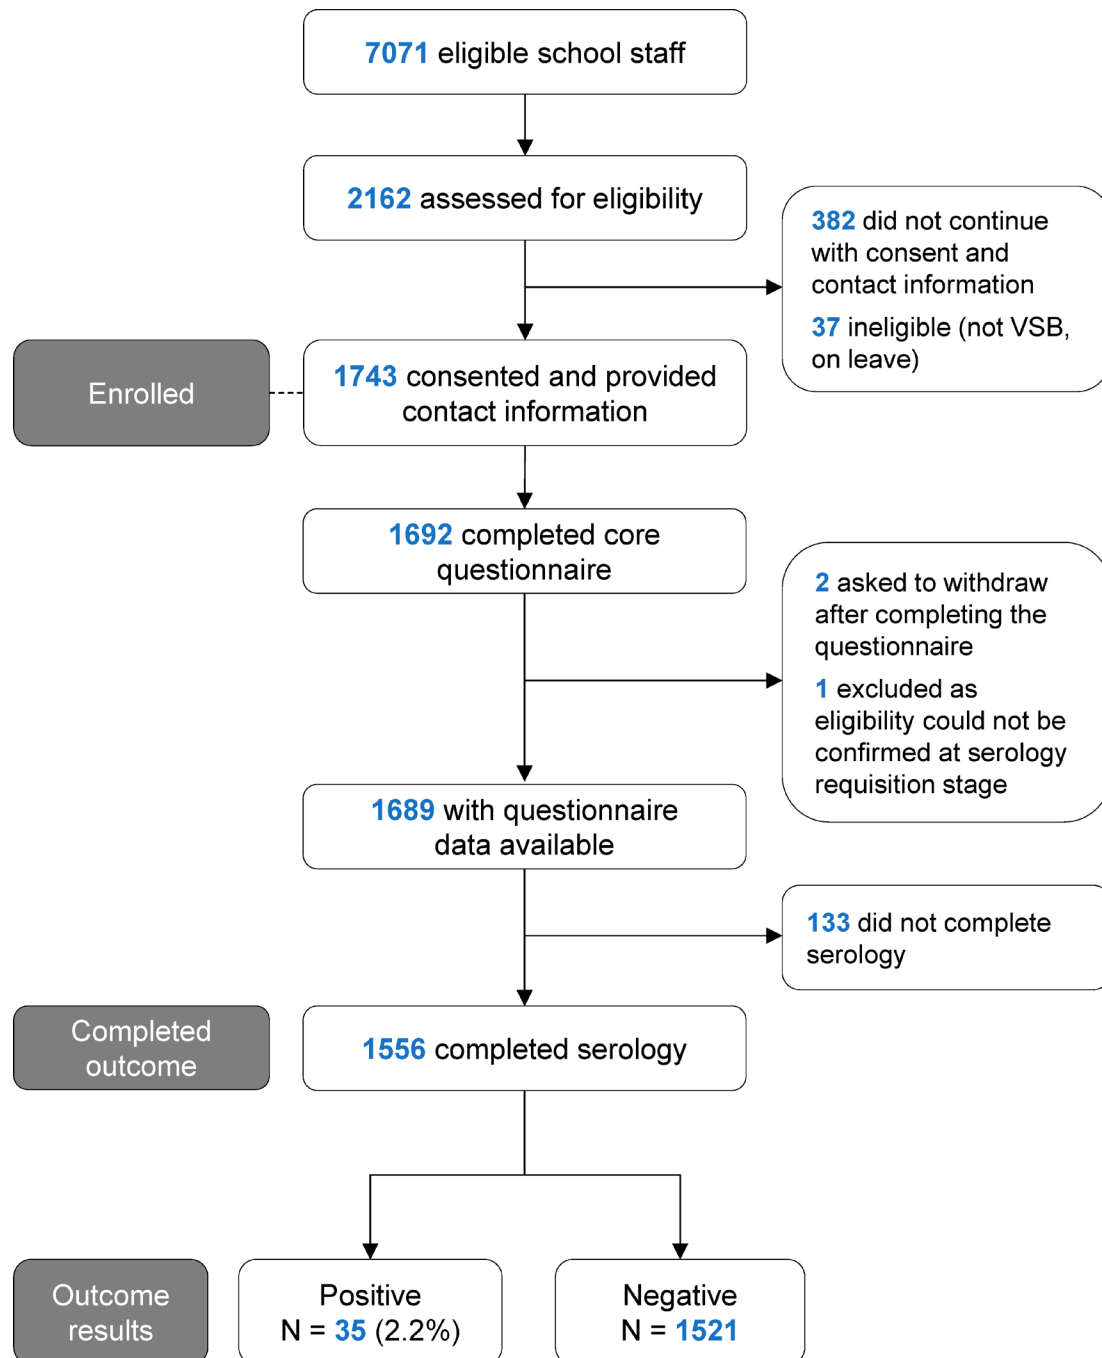 7071 eligible school staff
2162 assessed for eligibility
382 did not continue
with consent and
contact information
37 ineligible (not VSB,
on leave)
Enrolled
1743 consented and provided
contact information
1692 completed core
questionnaire
2 asked to withdraw
after completing the
questionnaire
1 excluded as
eligibility could not be
confirmed at serology
requisition stage
1689 with questionnaire
data available
133 did not complete
serology
Completed
outcome
1556 completed serology
Outcome
results
Positive
N = 35 (2.2%)
Negative
N = 1521